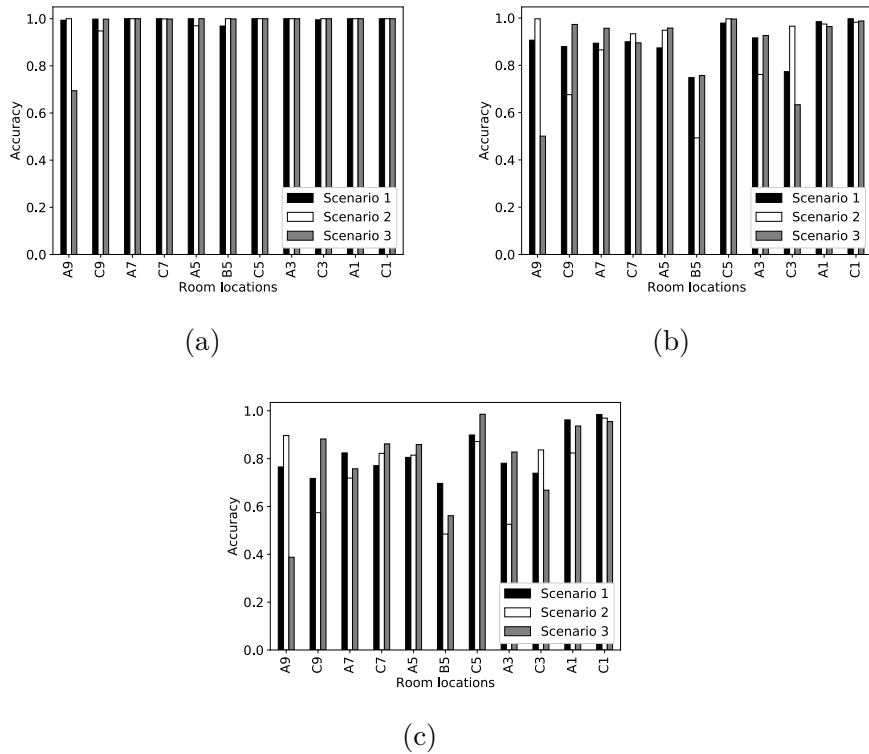 1.0
0.8
0.6
0.4
0.2
0.0
Accuracy
Scenario 1
Scenario 2
Scenario 3
A9 C9 A7 C7 A5 B5 C5 A3 C3 A1 C1
Room locations
(a)
1.0
0.8
0.6
0.4
0.2
0.0
Accuracy
Scenario 1
Scenario 2
Scenario 3
A9 C9 A7 C7 A5 B5 C5 A3 C3 A1 C1
Room locations
(b)
1.0
0.8
0.6
0.4
0.2
0.0
Accuracy
Scenario 1
Scenario 2
Scenario 3
A9 C9 A7 C7 A5 B5 C5 A3 C3 A1 C1
Room locations
(c)